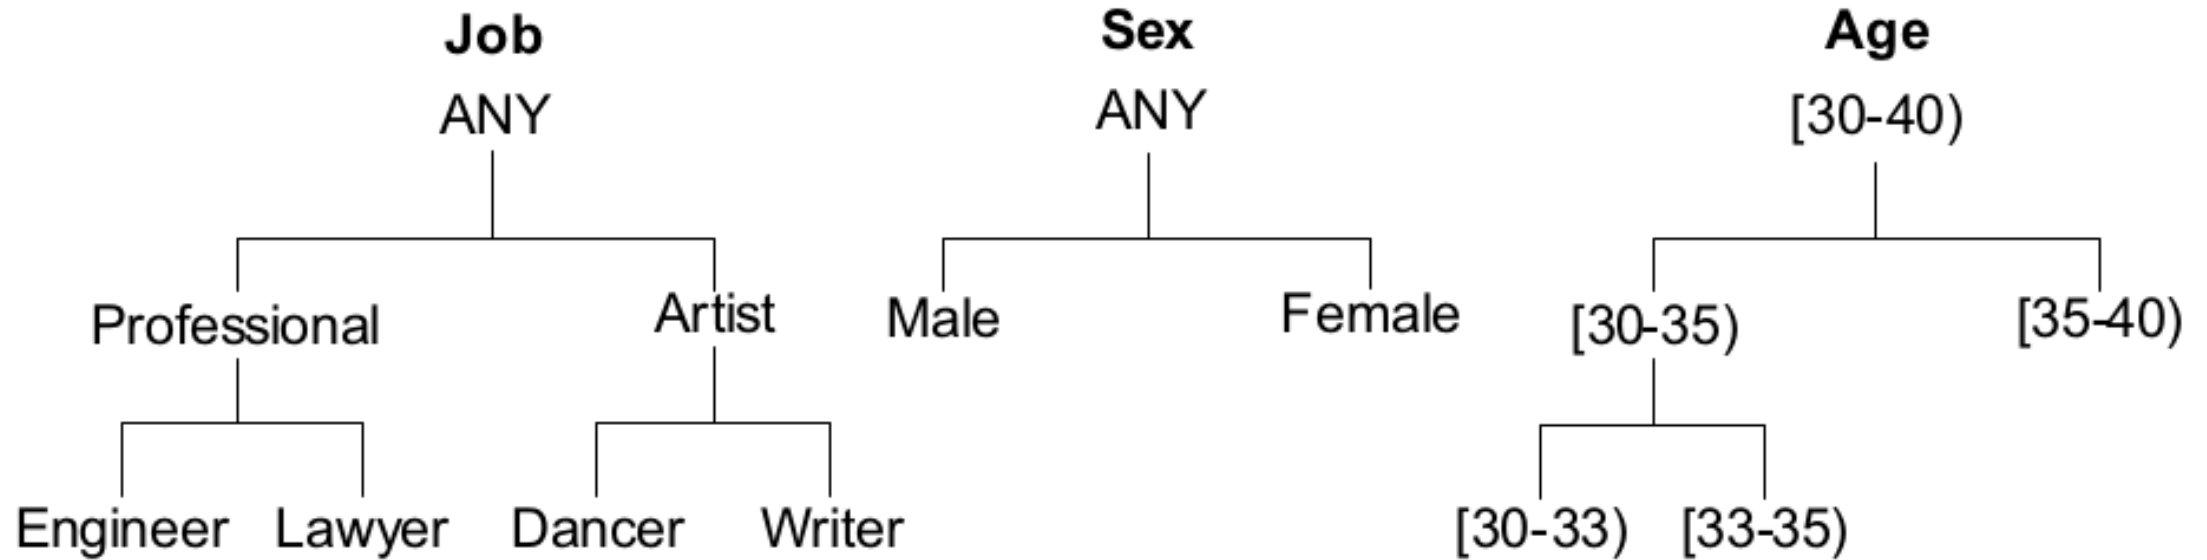 Job
ANY
Professional
Artist
Engineer
Lawyer
Dancer
Writer
Sex
ANY
Male
Female
Age
[30-40)
[30-35)
[35-40)
[30-33)
[33-35)